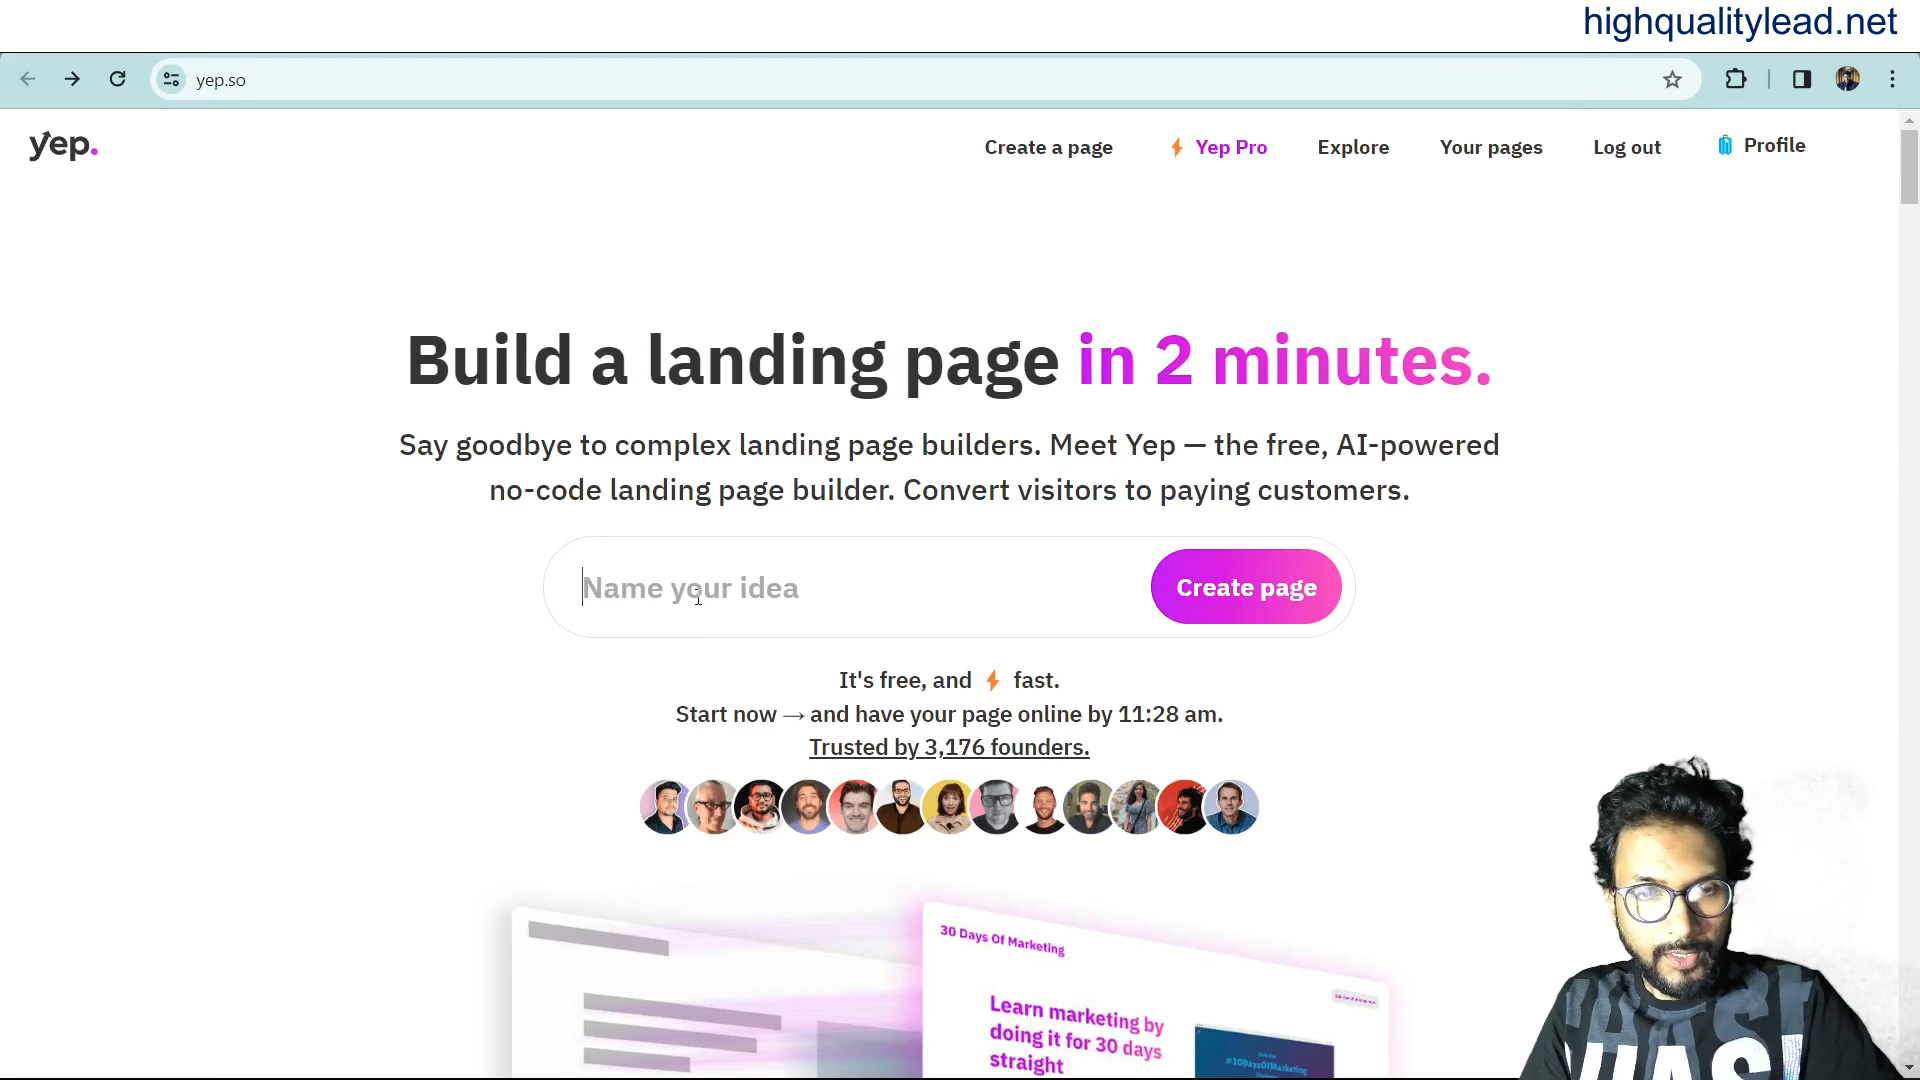 highqualitylead.net
yep.so
yep.
Create a page
Yep Pro
Explore
Your pages
Log out
Profile
Build a landing page in 2 minutes.
Say goodbye to complex landing page builders. Meet Yep — the free, AI-powered
no-code landing page builder. Convert visitors to paying customers.
Name your idea
Create page
It's free, and ⚡ fast.
Start now → and have your page online by 11:28 am.
Trusted by 3,176 founders.
30 Days Of Marketing
Learn marketing by
doing it for 30 days
straight
Join the
#30DaysOfMarketing